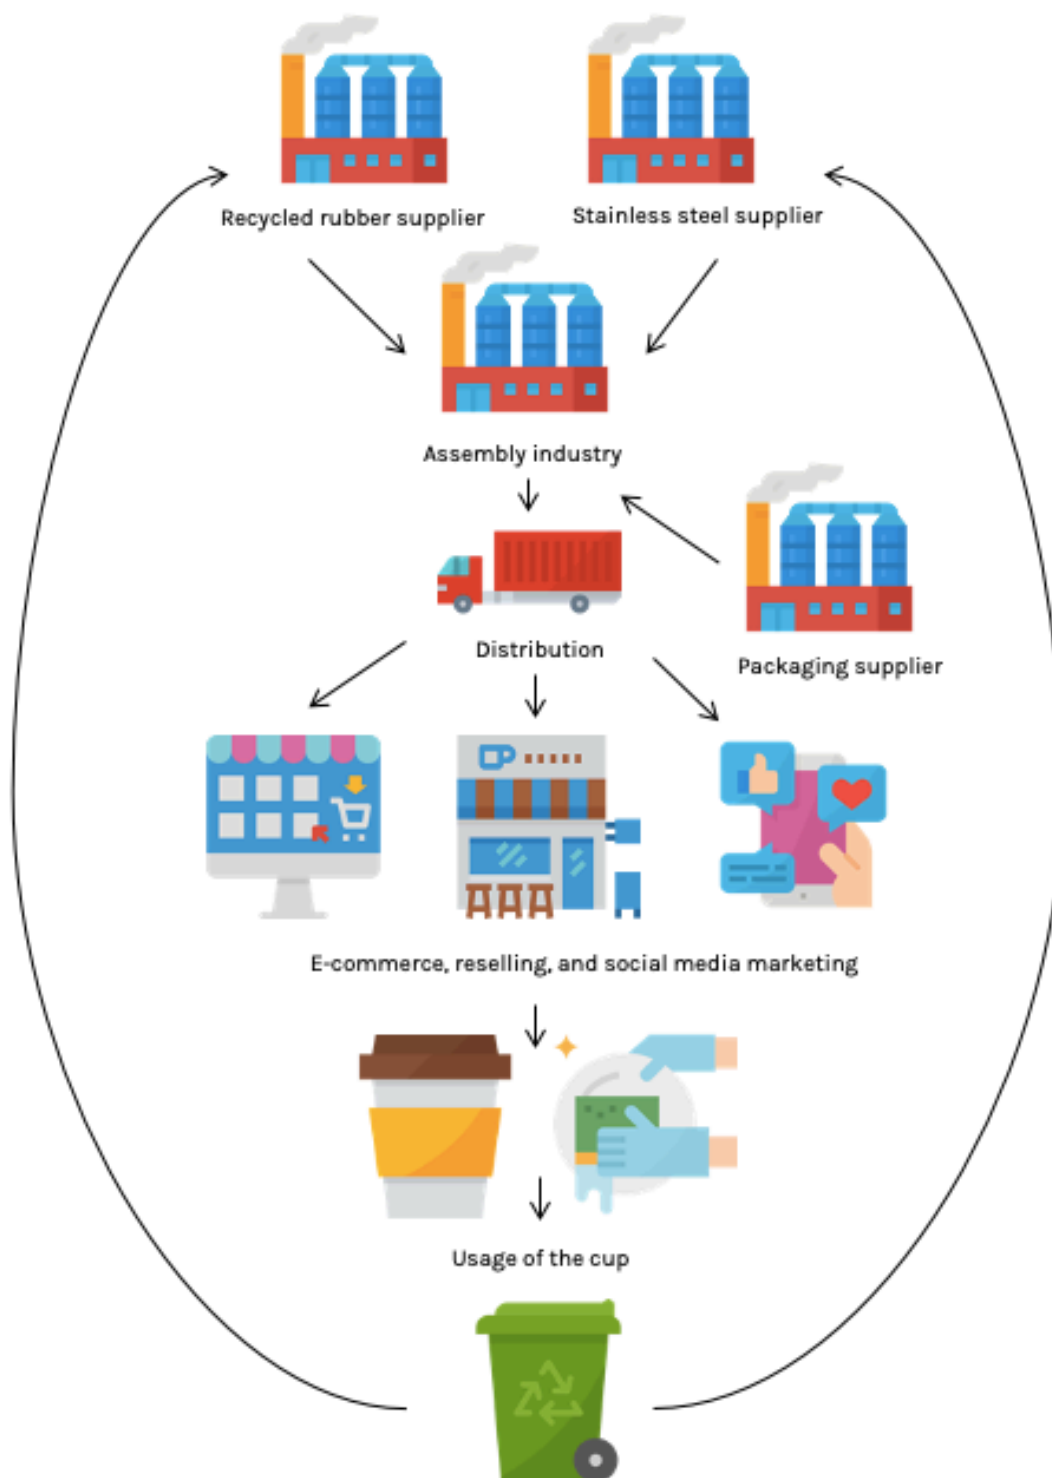 Recycled rubber supplier
Stainless steel supplier
Assembly industry
Distribution
Packaging supplier
E-commerce, reselling, and social media marketing
Usage of the cup